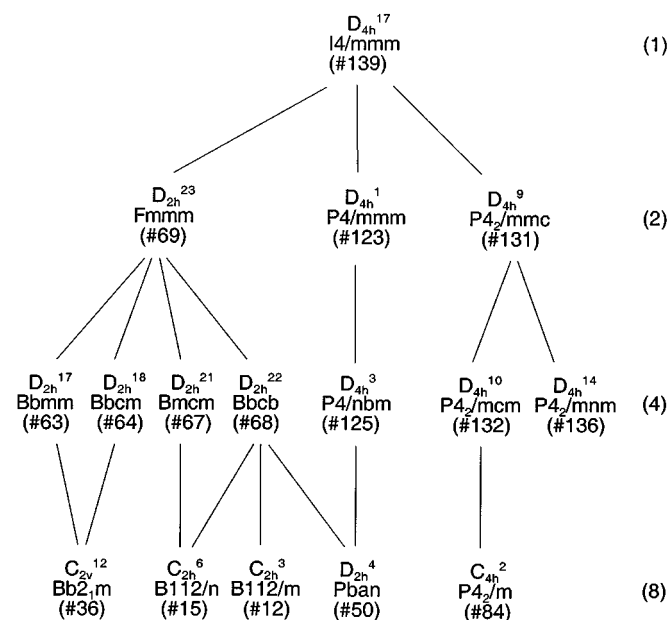 D4h17
I4/mmm
(#139)
(1)
D2h23
Fmmm
(#69)
D4h1
P4/mmm
(#123)
D4h9
P42/mmc
(#131)
(2)
D2h17
Bbmm
(#63)
D2h18
Bbcm
(#64)
D2h21
Bmcm
(#67)
D2h22
Bbcb
(#68)
D4h3
P4/nbm
(#125)
D4h10
P42/mcm
(#132)
D4h14
P42/mnm
(#136)
(4)
C2v12
Bb21m
(#36)
C2h6
B112/n
(#15)
C2h3
B112/m
(#12)
D2h4
Pban
(#50)
C4h2
P42/m
(#84)
(8)